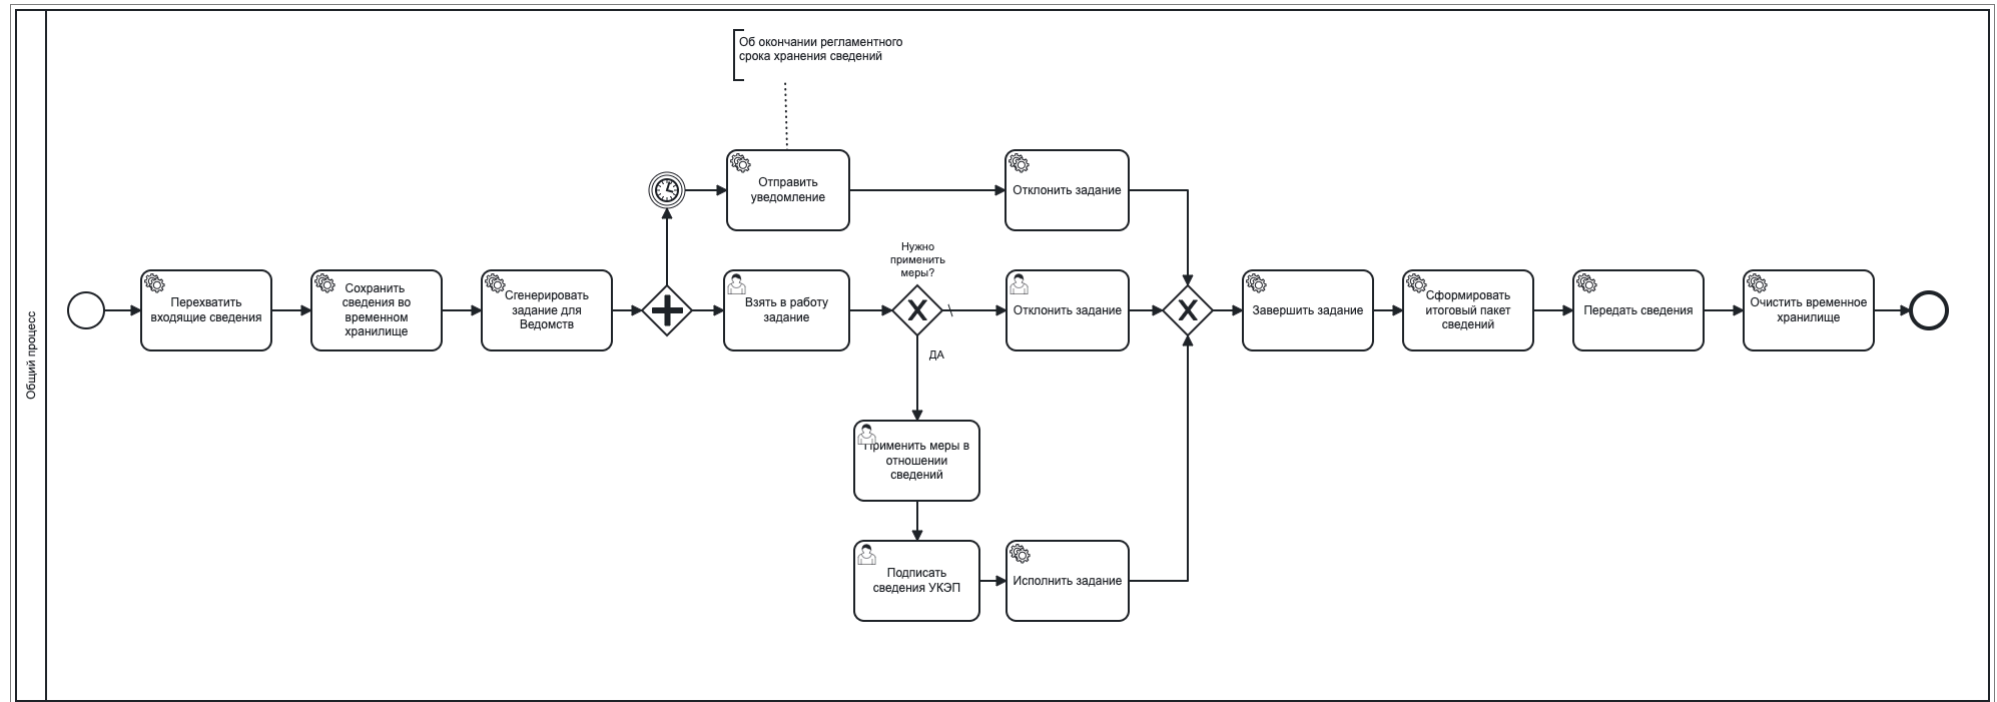 Об окончании регламентного
срока хранения сведений
Отправить
уведомление
Отклонить задание
Общий процесс
Перехватить
входящие сведения
Сохранить
сведения во
временном
хранилище
Сгенерировать
задание для
Ведомств
Взять в работу
задание
Нужно
применить
меры?
Отклонить задание
Завершить задание
Сформировать
итоговый пакет
сведений
Передать сведения
Очистить временное
хранилище
ДА
Применить меры в
отношении
сведений
Подписать
сведения УКЭП
Исполнить задание